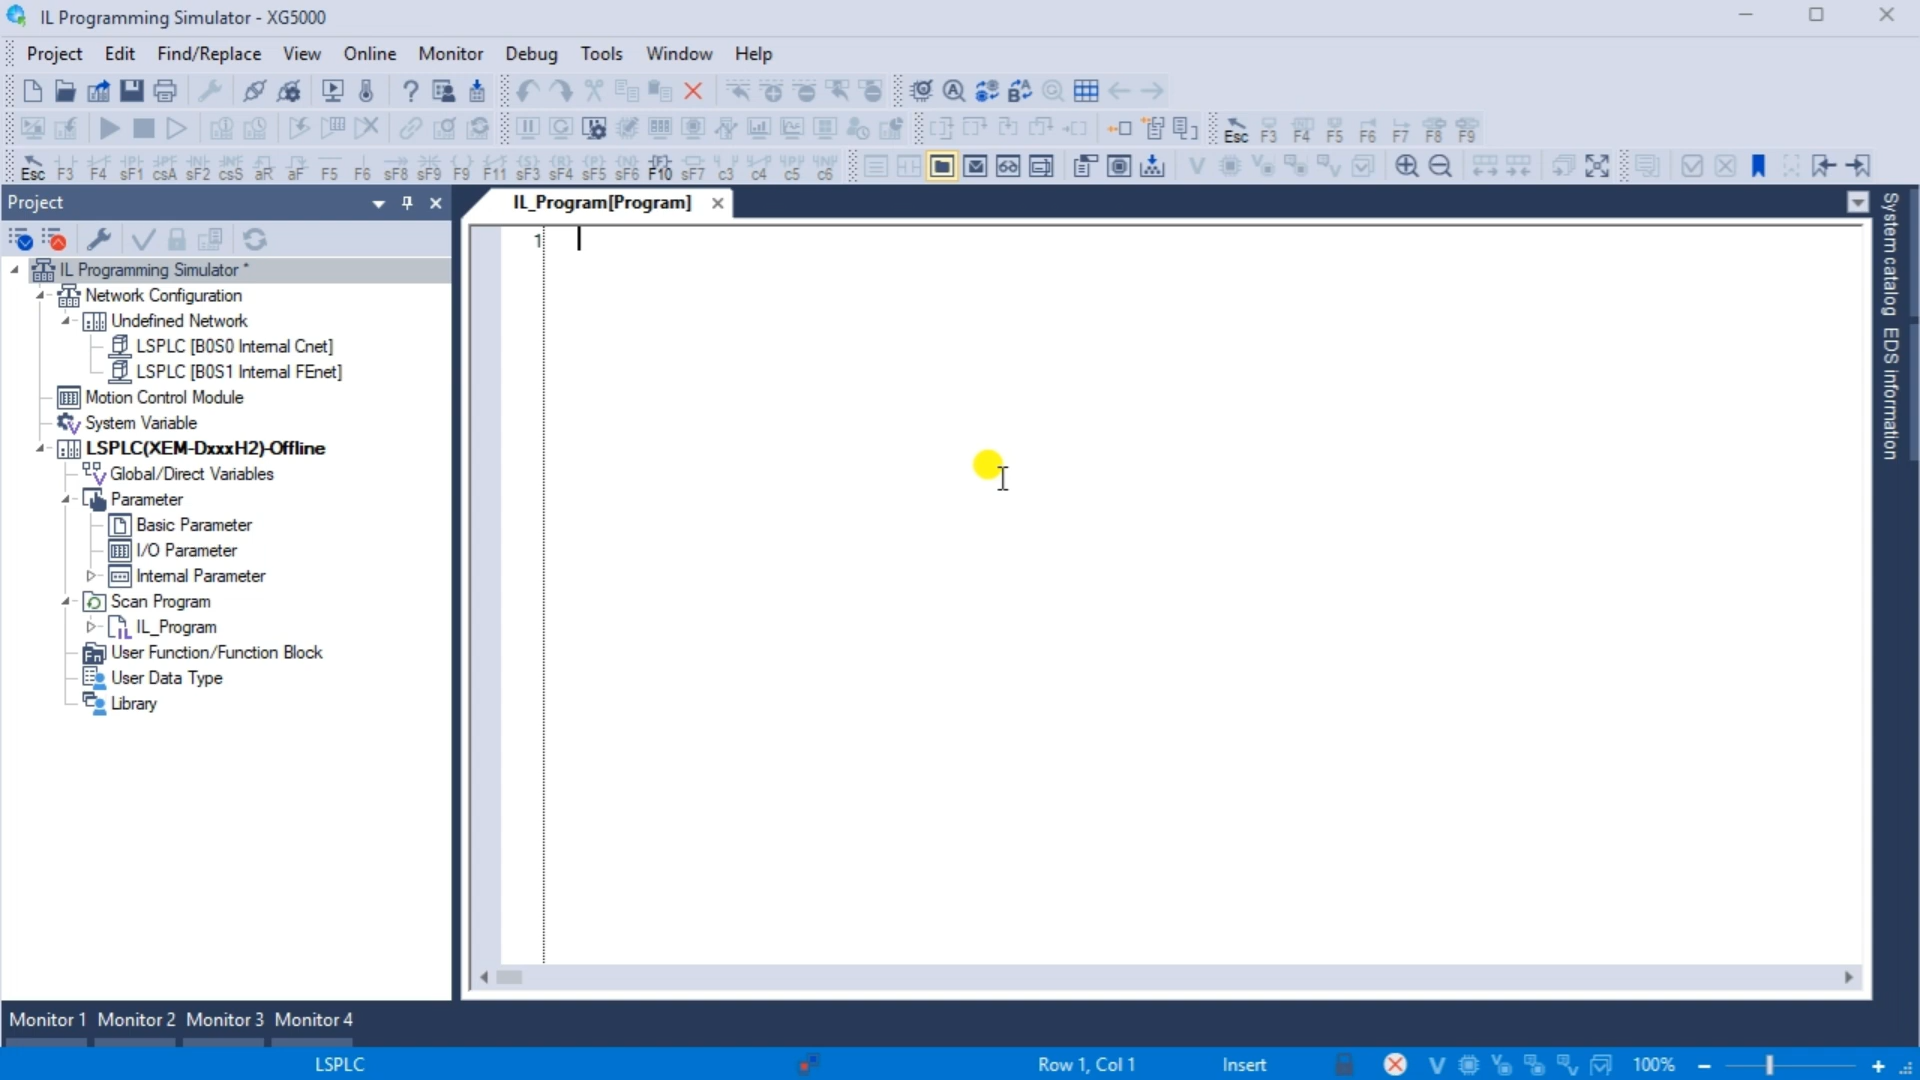 IL Programming Simulator - XG5000
Project Edit Find/Replace View Online Monitor Debug Tools Window Help
Esc F3 F4 F5 F6 F7 F8 F9
Esc F3 F4 sF1 csA sF2 csS aR aF F5 F6 sF8 sF9 F9 F11 sF3 sF4 sF5 sF6 F10 sF7 c3 c4 c5 c6
Project
IL_Program[Program]
1
IL Programming Simulator *
Network Configuration
Undefined Network
LSPLC [B0S0 Internal Cnet]
LSPLC [B0S1 Internal FEnet]
Motion Control Module
System Variable
LSPLC(XEM-DxxxH2)-Offline
Global/Direct Variables
Parameter
Basic Parameter
I/O Parameter
Internal Parameter
Scan Program
IL_Program
User Function/Function Block
User Data Type
Library
System catalog
EDS information
Monitor 1 Monitor 2 Monitor 3 Monitor 4
LSPLC
Row 1, Col 1
Insert
100%